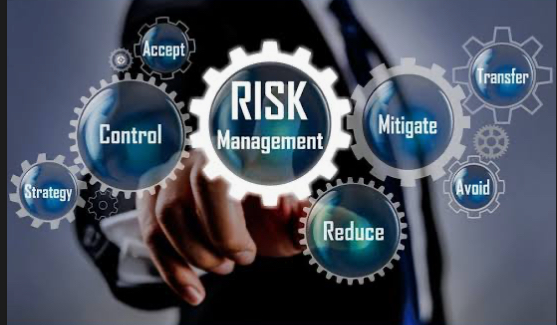 Accept
RISK
Management
Control
Mitigate
Transfer
Strategy
Avoid
Reduce